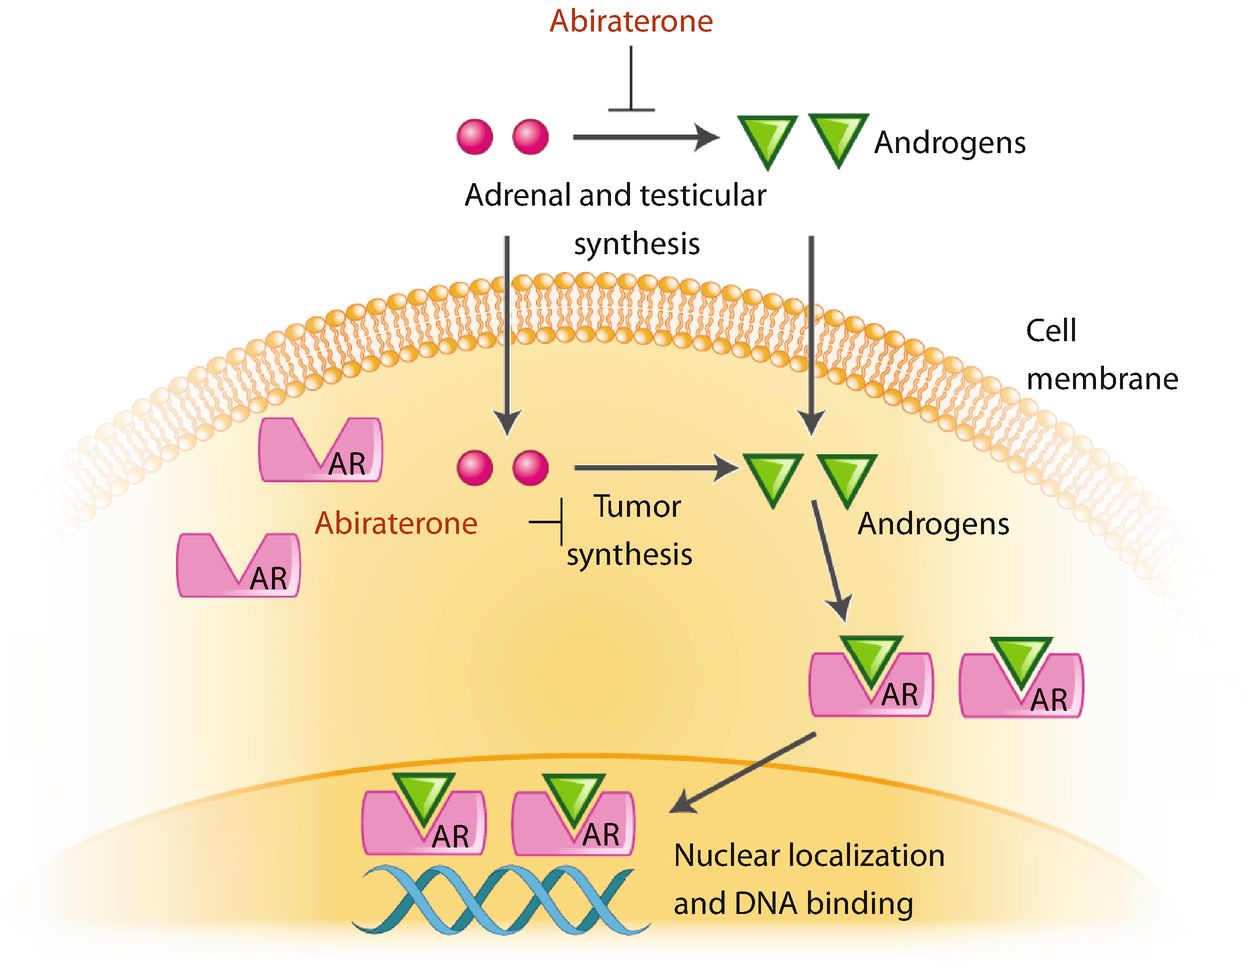 Abiraterone
Androgens
Adrenal and testicular
synthesis
Cell
membrane
AR
Abiraterone
Tumor
synthesis
Androgens
AR
AR
AR
AR
AR
Nuclear localization
and DNA binding